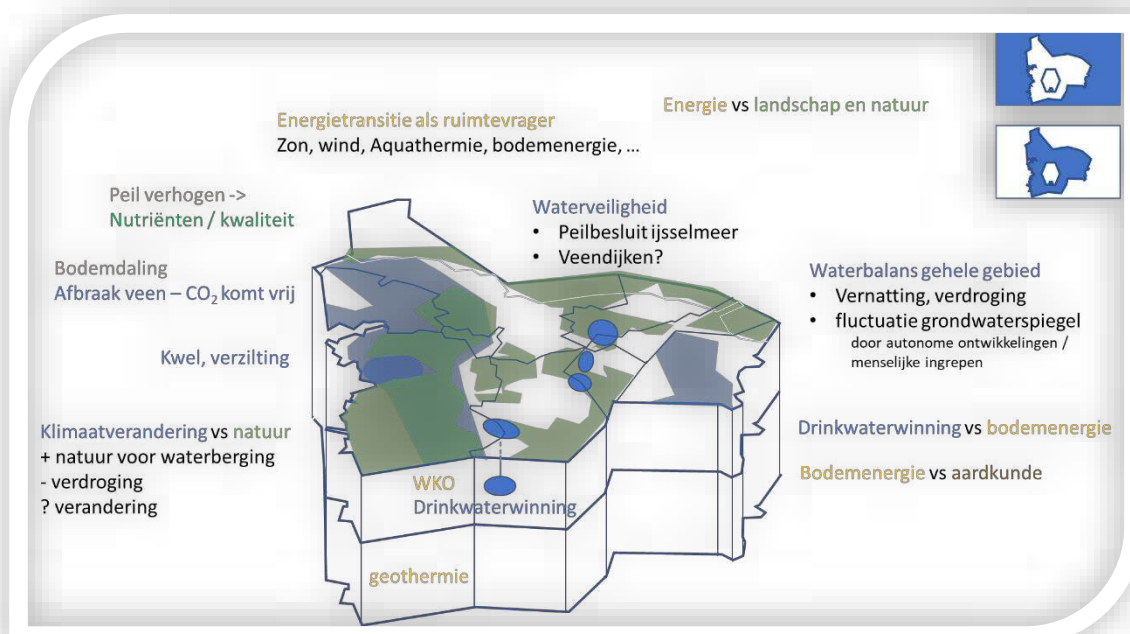 Energietransitie als ruimtevrager
Zon, wind, Aquathermie, bodemenergie, ...
Energie vs landschap en natuur
Peil verhogen ->
Nutriënten / kwaliteit
Bodemdaling
Afbraak veen – CO₂ komt vrij
Kwel, verzilting
Klimaatverandering vs natuur
+ natuur voor waterberging
- verdroging
? verandering
Waterveiligheid
• Peilbesluit ijsselmeer
• Veendijken?
Waterbalans gehele gebied
• Vernatting, verdroging
• fluctuatie grondwaterspiegel
door autonome ontwikkelingen /
menselijke ingrepen
Drinkwaterwinning vs bodemenergie
Bodemenergie vs aardkunde
WKO
Drinkwaterwinning
geothermie